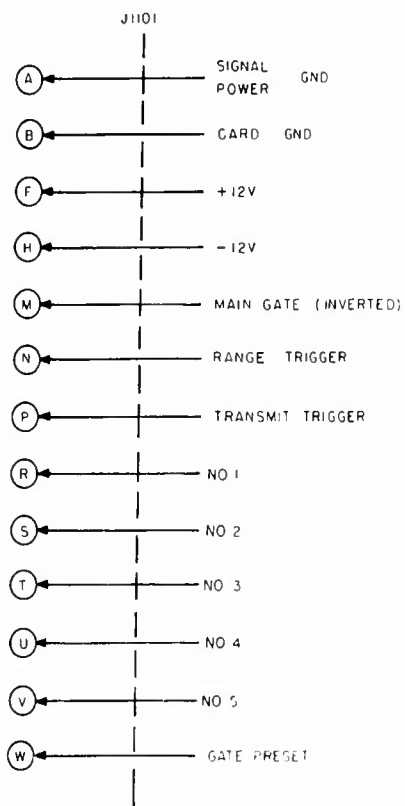 J1101
A SIGNAL POWER GND
B CARD GND
F +12V
H -12V
M MAIN GATE (INVERTED)
N RANGE TRIGGER
P TRANSMIT TRIGGER
R NO 1
S NO 2
T NO 3
U NO 4
V NO 5
W GATE PRESET